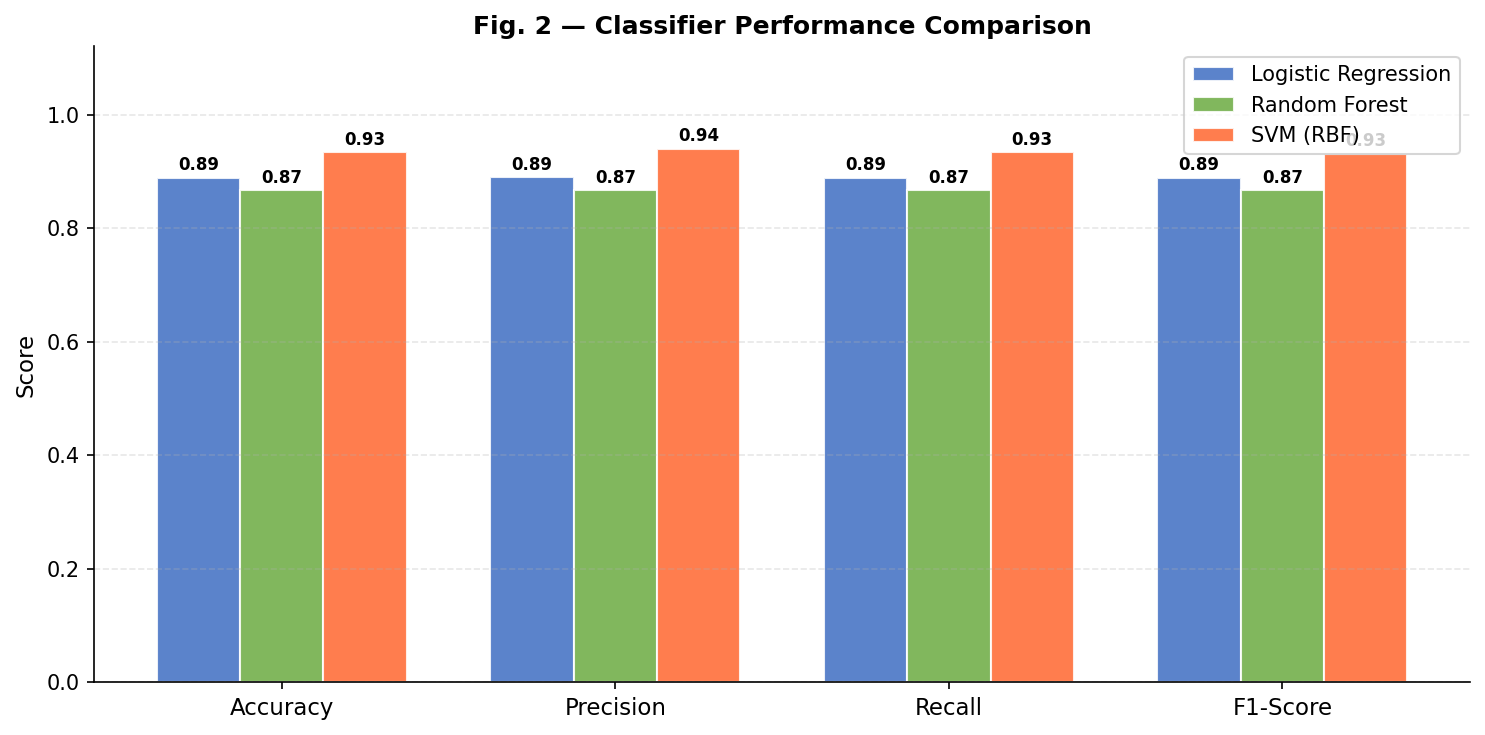 Fig. 2 — Classifier Performance Comparison
Logistic Regression
Random Forest
SVM (RBF)
Score
1.0
0.8
0.6
0.4
0.2
0.0
0.89
0.87
0.93
0.89
0.87
0.94
0.89
0.87
0.93
0.89
0.87
0.93
Accuracy
Precision
Recall
F1-Score